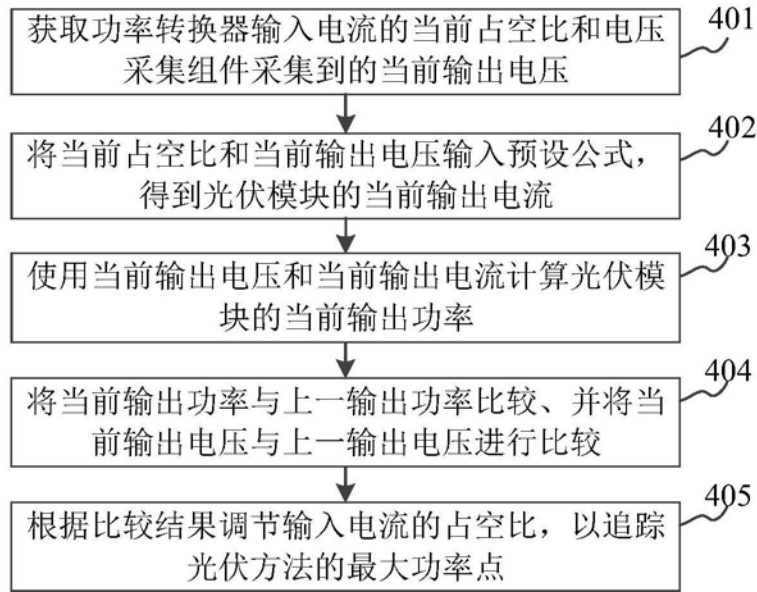 获取功率转换器输入电流的当前占空比和电压
采集组件采集到的当前输出电压
401
将当前占空比和当前输出电压输入预设公式，
得到光伏模块的当前输出电流
402
使用当前输出电压和当前输出电流计算光伏模
块的当前输出功率
403
将当前输出功率与上一输出功率比较、并将当
前输出电压与上一输出电压进行比较
404
根据比较结果调节输入电流的占空比，以追踪
光伏方法的最大功率点
405